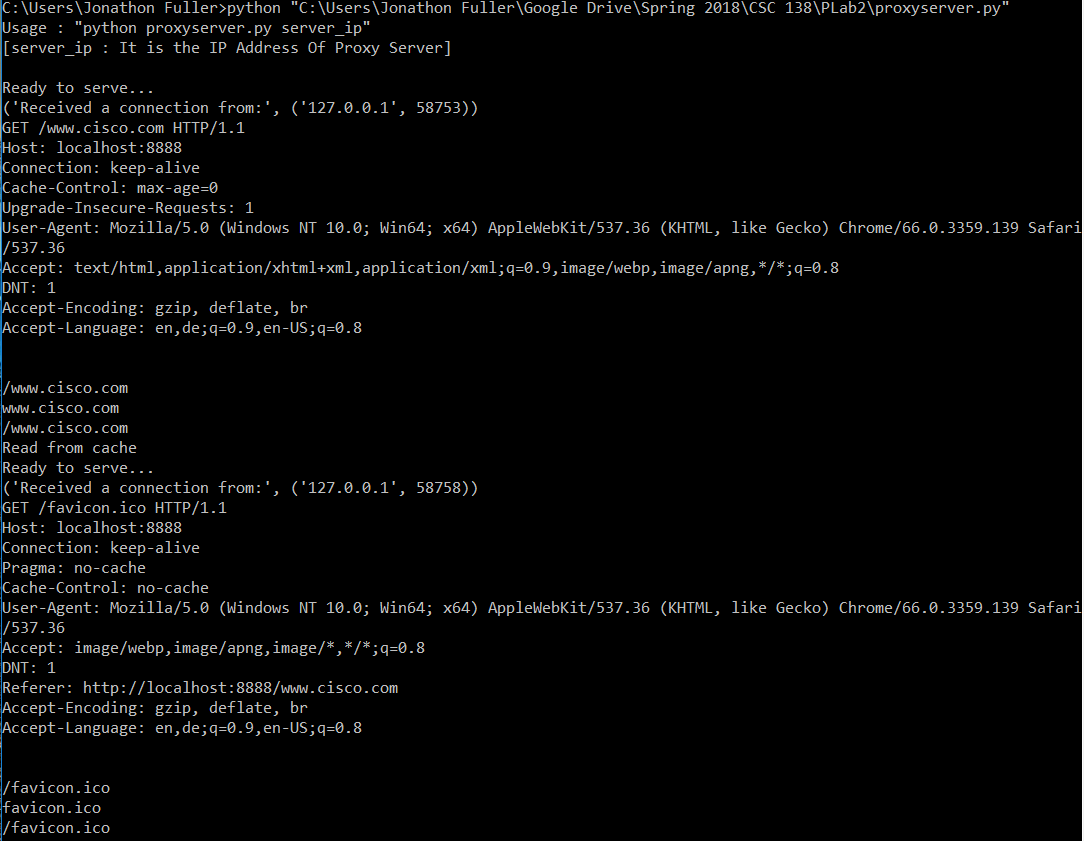 C:\Users\Jonathon Fuller>python "C:\Users\Jonathon Fuller\Google Drive\Spring 2018\CSC 138\PLab2\proxyserver.py"
Usage : "python proxyserver.py server_ip"
[server_ip : It is the IP Address Of Proxy Server]
Ready to serve...
('Received a connection from:', ('127.0.0.1', 58753))
GET /www.cisco.com HTTP/1.1
Host: localhost:8888
Connection: keep-alive
Cache-Control: max-age=0
Upgrade-Insecure-Requests: 1
User-Agent: Mozilla/5.0 (Windows NT 10.0; Win64; x64) AppleWebKit/537.36 (KHTML, like Gecko) Chrome/66.0.3359.139 Safari
/537.36
Accept: text/html,application/xhtml+xml,application/xml;q=0.9,image/webp,image/apng,*/*;q=0.8
DNT: 1
Accept-Encoding: gzip, deflate, br
Accept-Language: en,de;q=0.9,en-US;q=0.8
/www.cisco.com
www.cisco.com
/www.cisco.com
Read from cache
Ready to serve...
('Received a connection from:', ('127.0.0.1', 58758))
GET /favicon.ico HTTP/1.1
Host: localhost:8888
Connection: keep-alive
Pragma: no-cache
Cache-Control: no-cache
User-Agent: Mozilla/5.0 (Windows NT 10.0; Win64; x64) AppleWebKit/537.36 (KHTML, like Gecko) Chrome/66.0.3359.139 Safari
/537.36
Accept: image/webp,image/apng,image/*,*/*;q=0.8
DNT: 1
Referer: http://localhost:8888/www.cisco.com
Accept-Encoding: gzip, deflate, br
Accept-Language: en,de;q=0.9,en-US;q=0.8
/favicon.ico
favicon.ico
/favicon.ico